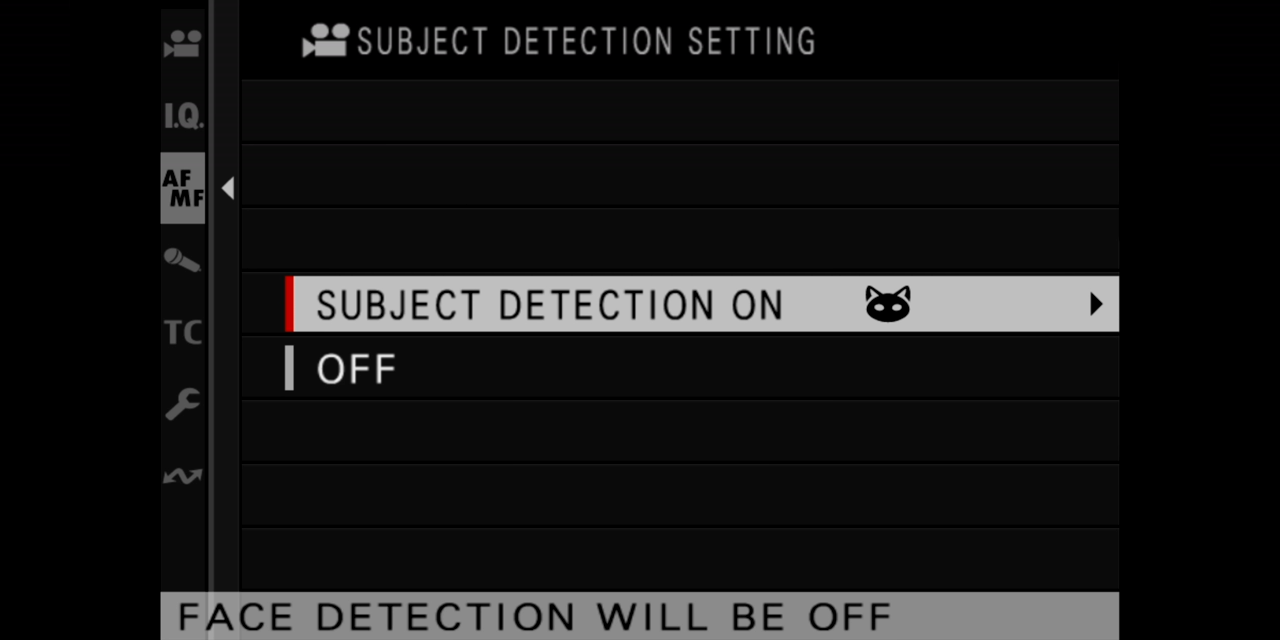 SUBJECT DETECTION SETTING
I.Q.
AF
MF
SUBJECT DETECTION ON
TC
OFF
FACE DETECTION WILL BE OFF